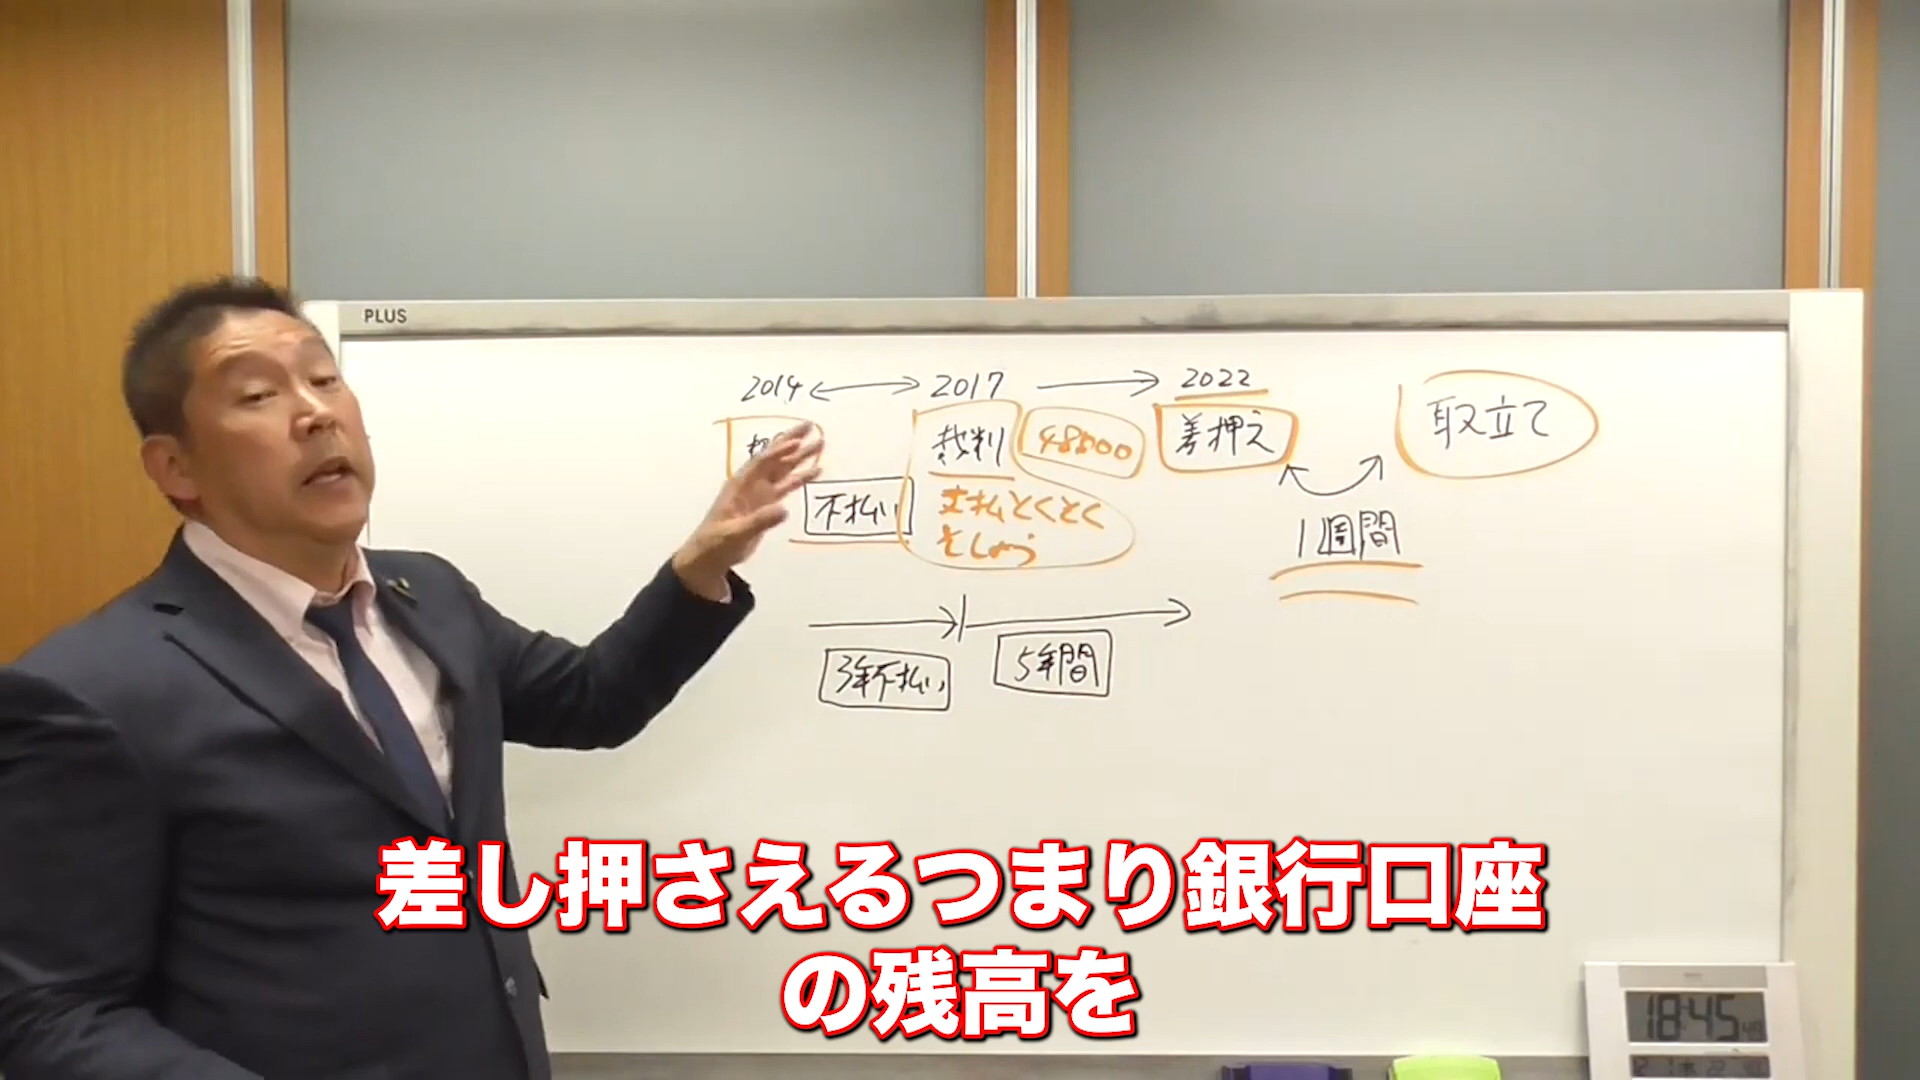 PLUS
2014 2017 2022
裁判 48500 差押え 取立て
不払い 支払とくとく
そしょう
1週間
3年不払い 5年間
差し押さえるつまり銀行口座
の残高を
18:45